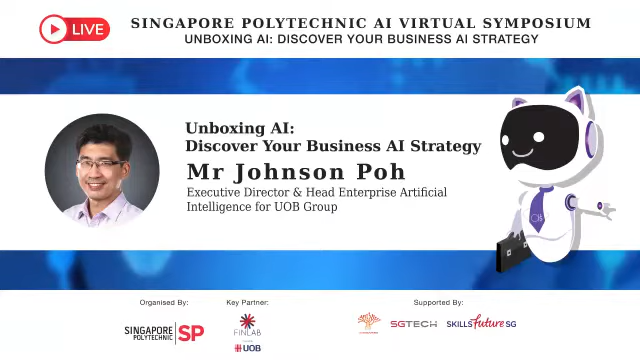 LIVE
SINGAPORE POLYTECHNIC AI VIRTUAL SYMPOSIUM
UNBOXING AI: DISCOVER YOUR BUSINESS AI STRATEGY
Unboxing AI:
Discover Your Business AI Strategy
Mr Johnson Poh
Executive Director & Head Enterprise Artificial
Intelligence for UOB Group
Organised By:
Key Partner:
Supported By:
SINGAPORE
POLYTECHNIC
SP
FINLAB
UOB
SGTECH
SKILLSfuture SG